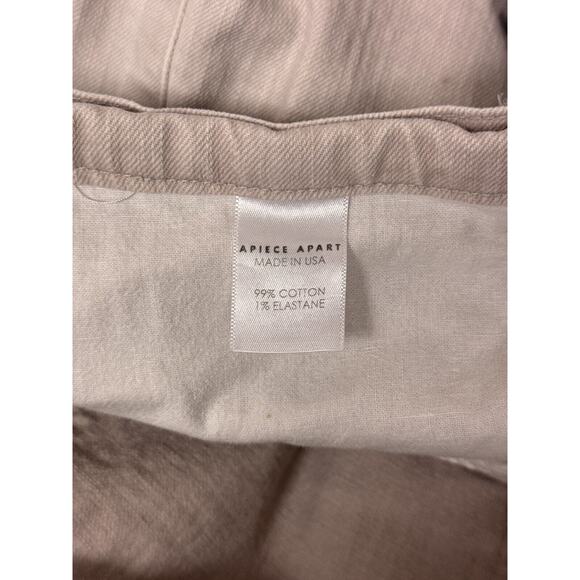 APIECE APART
MADE IN USA
99% COTTON
1% ELASTANE